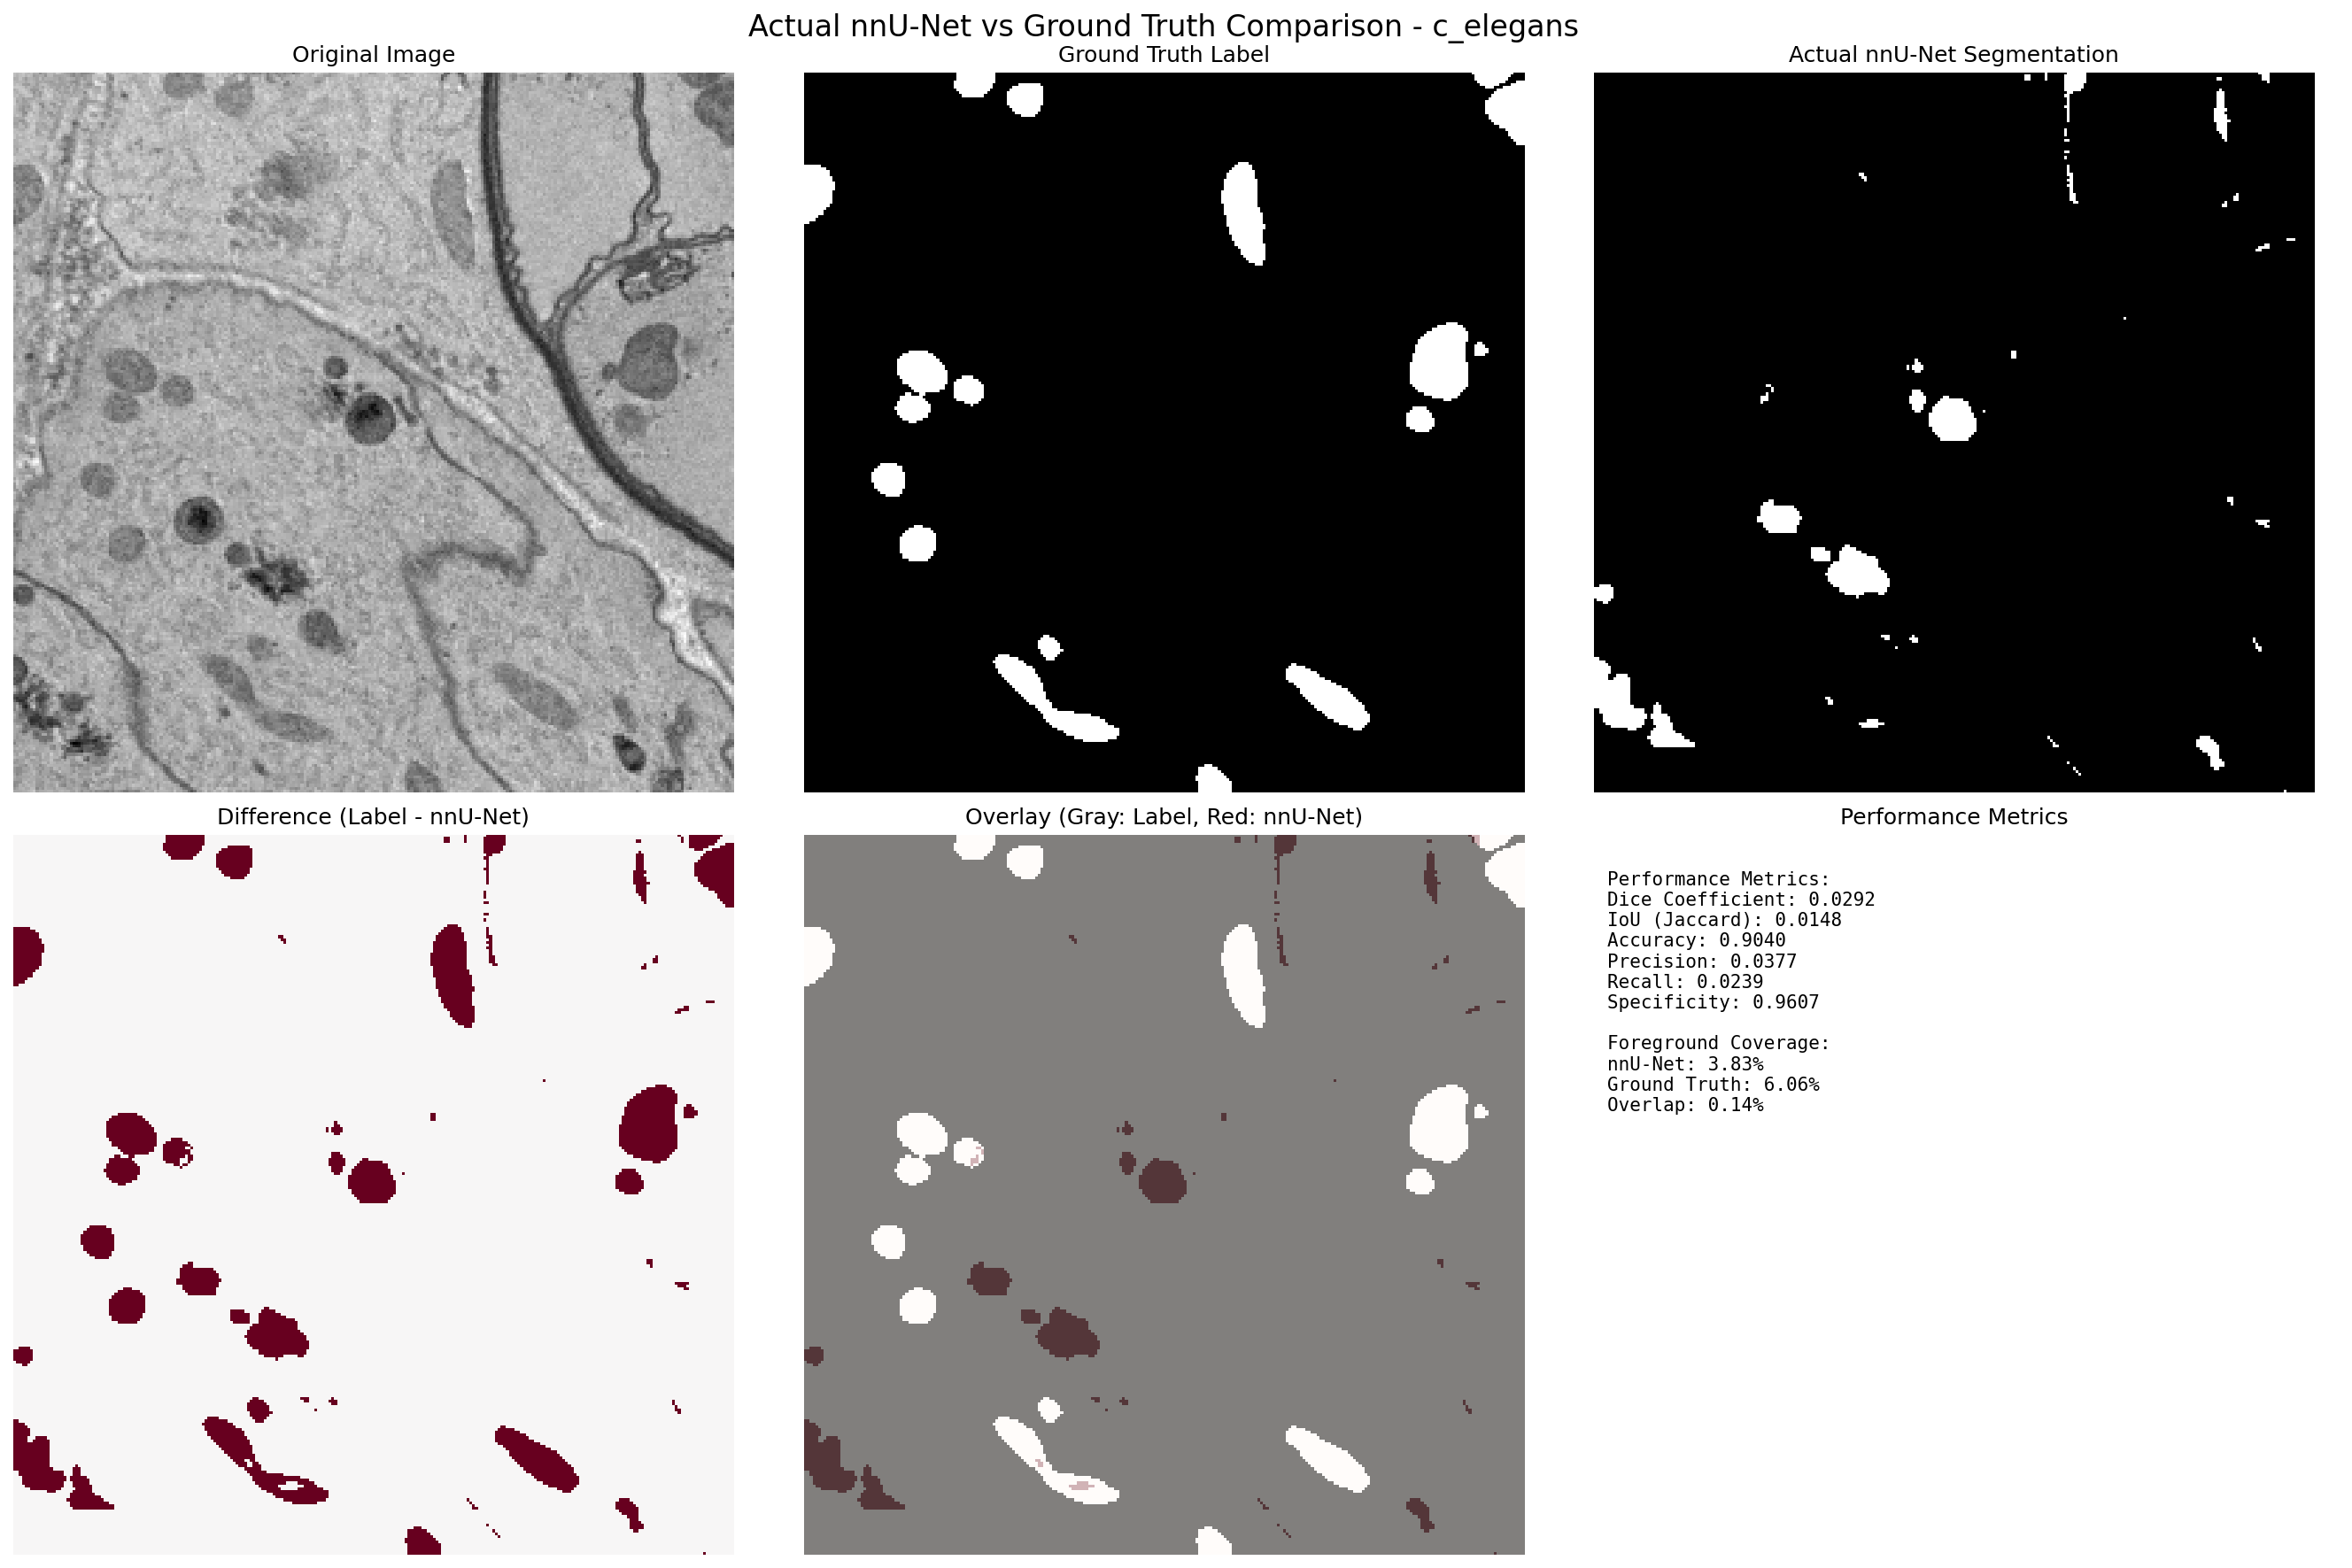 Actual nnU-Net vs Ground Truth Comparison - c_elegans
Original Image
Ground Truth Label
Actual nnU-Net Segmentation
Difference (Label - nnU-Net)
Overlay (Gray: Label, Red: nnU-Net)
Performance Metrics
Performance Metrics:
Dice Coefficient: 0.0292
IoU (Jaccard): 0.0148
Accuracy: 0.9040
Precision: 0.0377
Recall: 0.0239
Specificity: 0.9607
Foreground Coverage:
nnU-Net: 3.83%
Ground Truth: 6.06%
Overlap: 0.14%